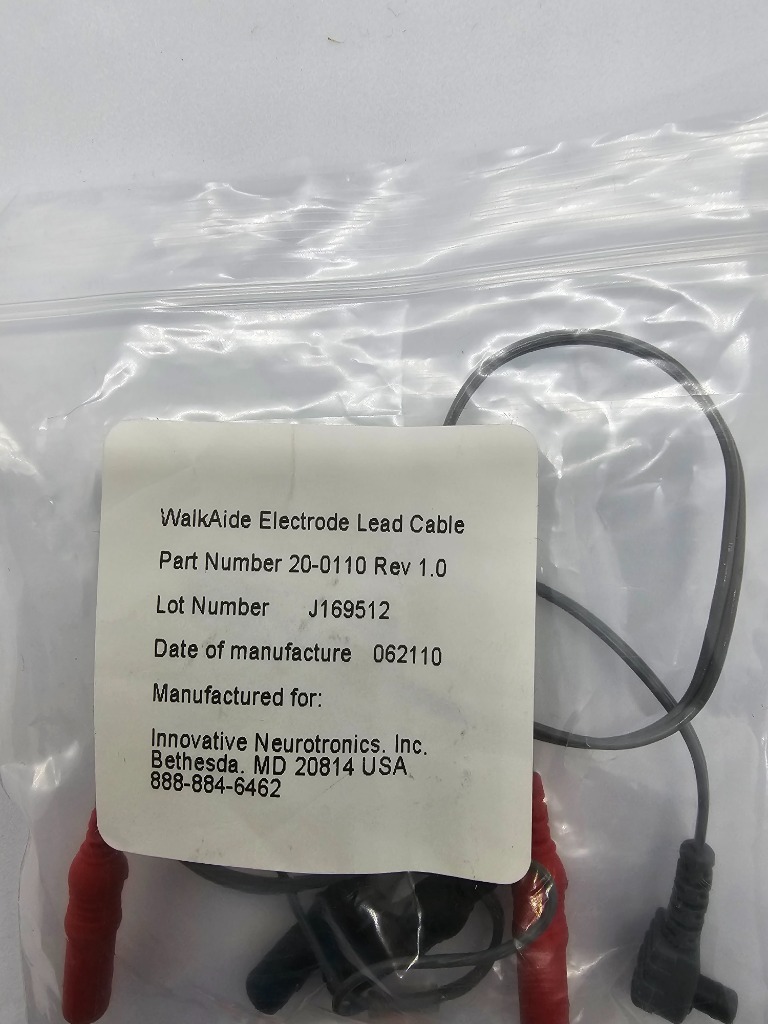 WalkAide Electrode Lead Cable
Part Number 20-0110 Rev 1.0
Lot Number J169512
Date of manufacture 062110
Manufactured for:
Innovative Neurotronics. Inc.
Bethesda. MD 20814 USA
888-884-6462